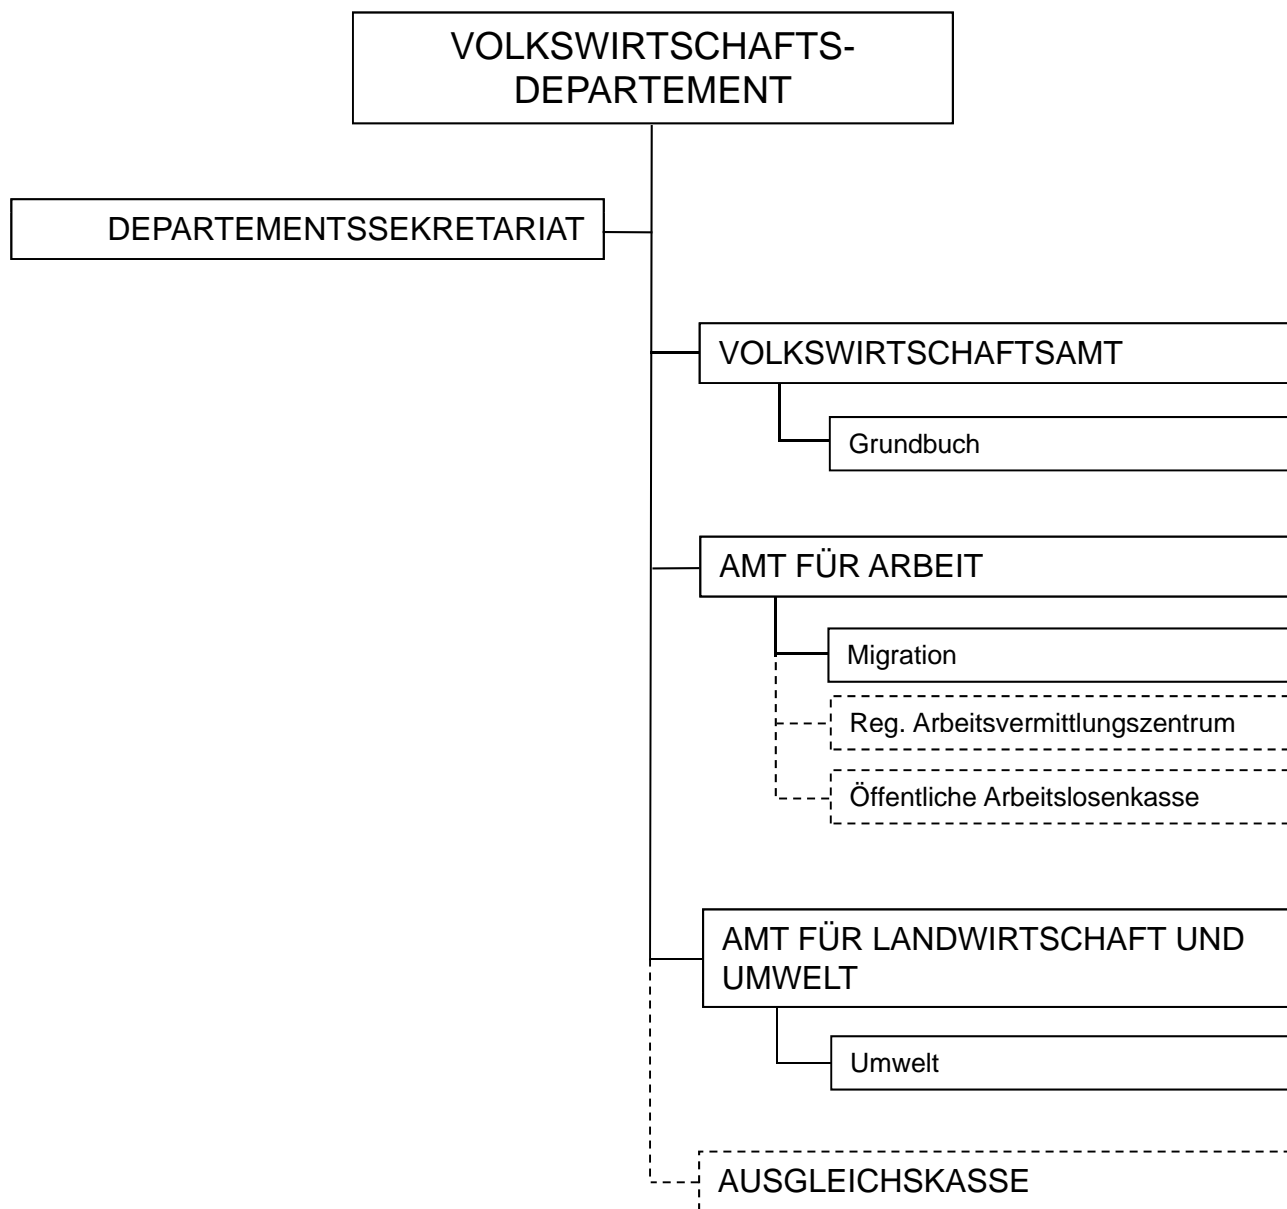 VOLKSWIRTSCHAFTS-
DEPARTEMENT
DEPARTEMENTSSEKRETARIAT
VOLKSWIRTSCHAFTSAMT
Grundbuch
AMT FÜR ARBEIT
Migration
Reg. Arbeitsvermittlungszentrum
Öffentliche Arbeitslosenkasse
AMT FÜR LANDWIRTSCHAFT UND
UMWELT
Umwelt
AUSGLEICHSKASSE